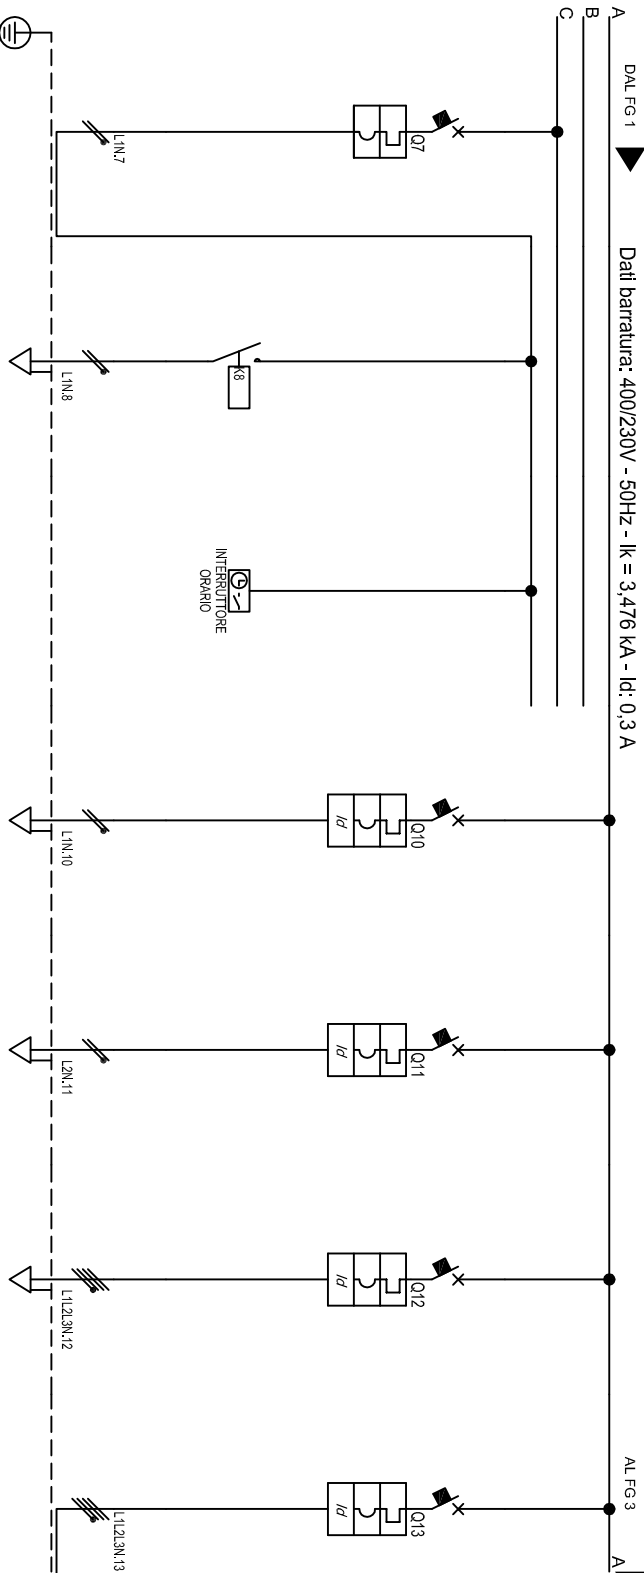 DAL FG 1
AL FG 3
Dati barratura: 400/230V - 50Hz - Ik = 3,476 kA - Id: 0,3 A
A
A
B
C
Q7
Q10
Q11
Q12
Q13
Id
Id
Id
Id
K8
INTERRUTTORE
ORARIO
L1N.7
L1N.8
L1N.10
L2N.11
L1L2L3N.12
L1L2L3N.13